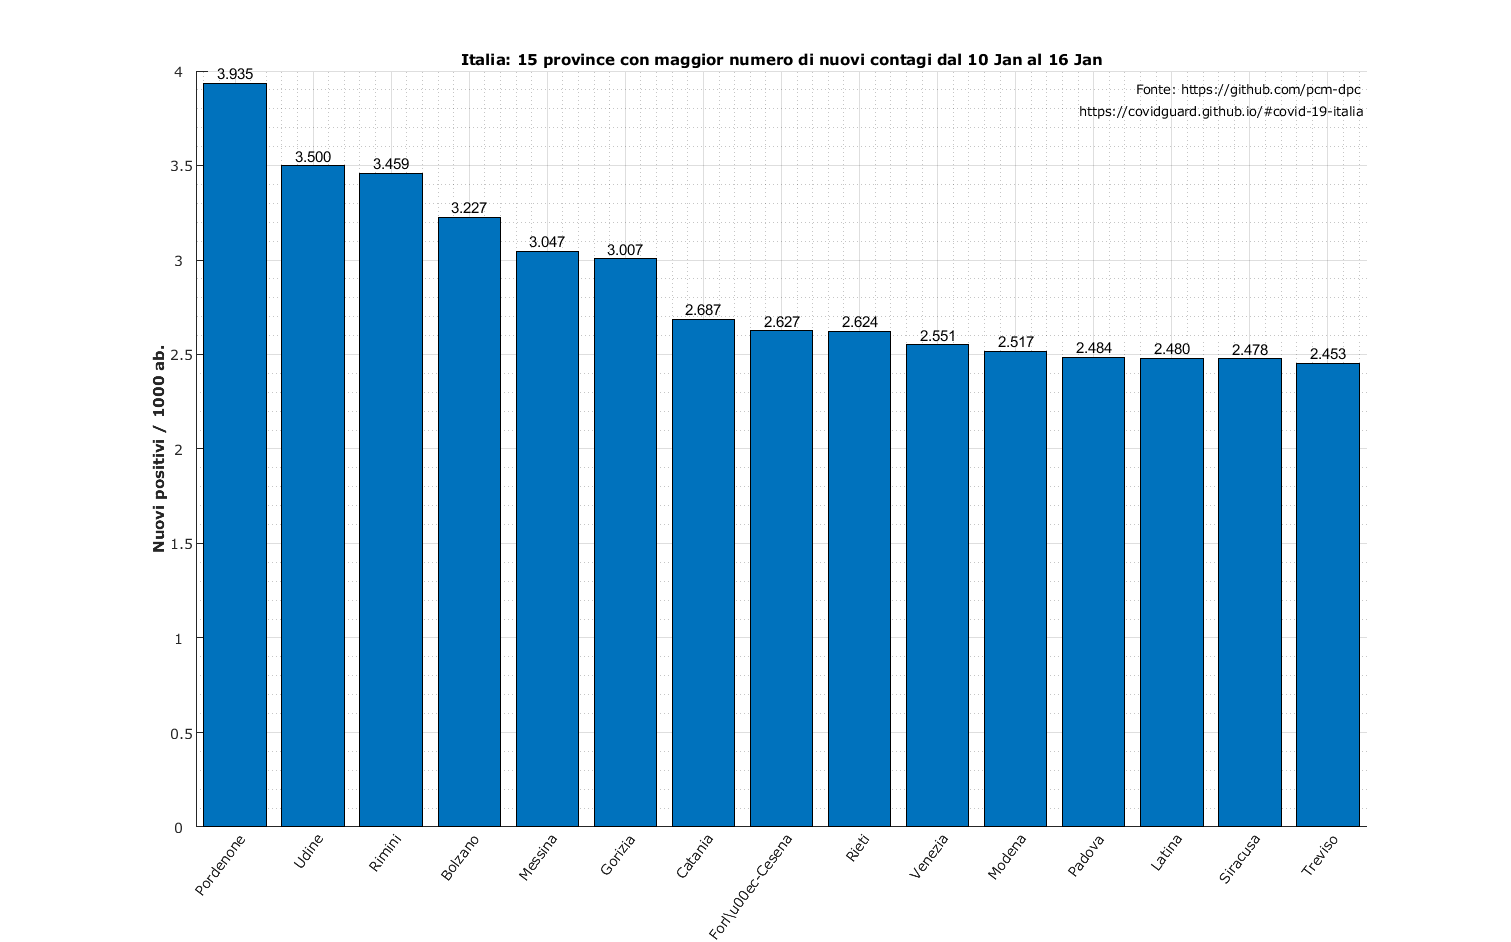 Italia: 15 province con maggior numero di nuovi contagi dal 10 Jan al 16 Jan
Fonte: https://github.com/pcm-dpc
https://covidguard.github.io/#covid-19-italia
Nuovi positivi / 1000 ab.
4
3.5
3
2.5
2
1.5
1
0.5
0
3.935
3.500
3.459
3.227
3.047
3.007
2.687
2.627
2.624
2.551
2.517
2.484
2.480
2.478
2.453
Pordenone
Udine
Rimini
Bolzano
Messina
Gorizia
Catania
Forl\u00ec-Cesena
Rieti
Venezia
Modena
Padova
Latina
Siracusa
Treviso